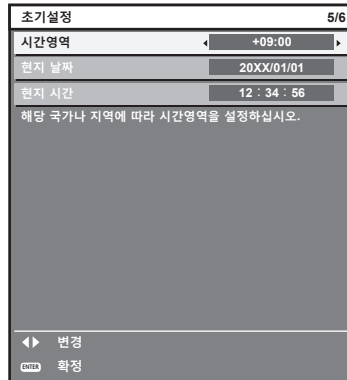 초기설정 5/6
시간영역 +09:00
현지 날짜 20XX/01/01
현지 시간 12 : 34 : 56
해당 국가나 지역에 따라 시간영역을 설정하십시오.
변경
ENTER 확정